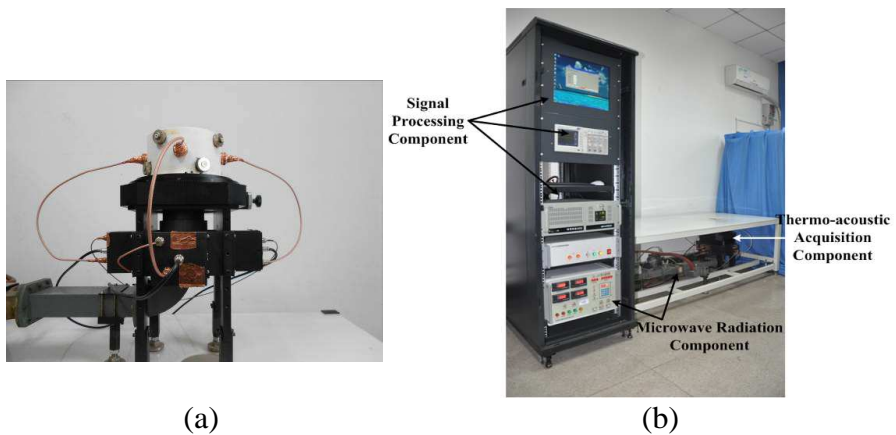 Signal
Processing
Component
Thermo-acoustic
Acquisition
Component
Microwave Radiation
Component
(a)
(b)